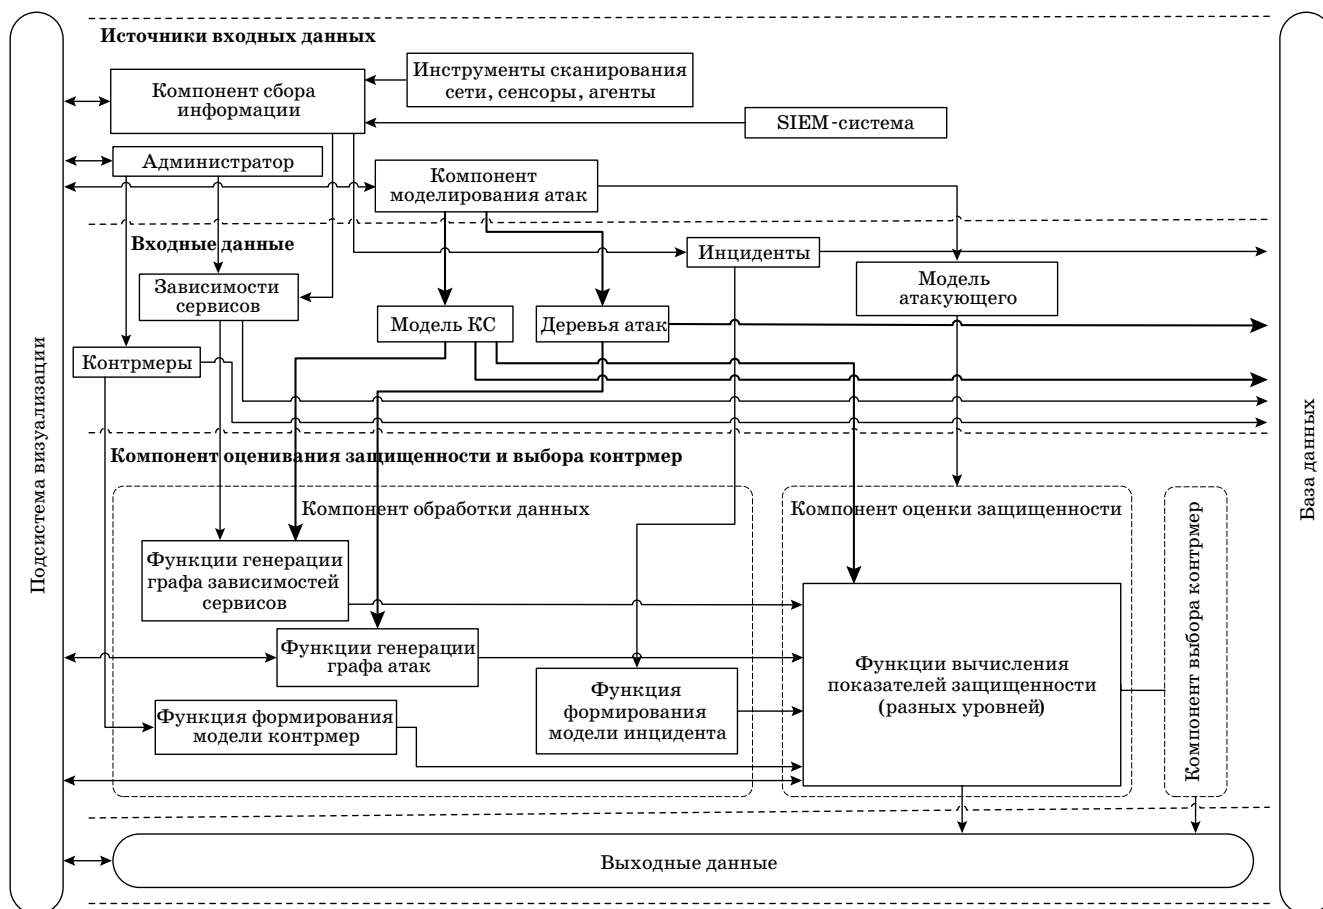 Источники входных данных
Инструменты сканирования
сети, сенсоры, агенты
Компонент сбора
информации
SIEM-система
Администратор
Компонент
моделирования атак
Входные данные
Инциденты
Зависимости
сервисов
Модель
атакующего
Модель КС
Деревья атак
Контрмеры
Компонент оценивания защищенности и выбора контрмер
Компонент обработки данных
Компонент оценки защищенности
Функции генерации
графа зависимостей
сервисов
Функции генерации
графа атак
Функция формирования
модели контрмер
Функция
формирования
модели инцидента
Функции вычисления
показателей защищенности
(разных уровней)
Компонент выбора контрмер
Выходные данные
Подсистема визуализации
База данных